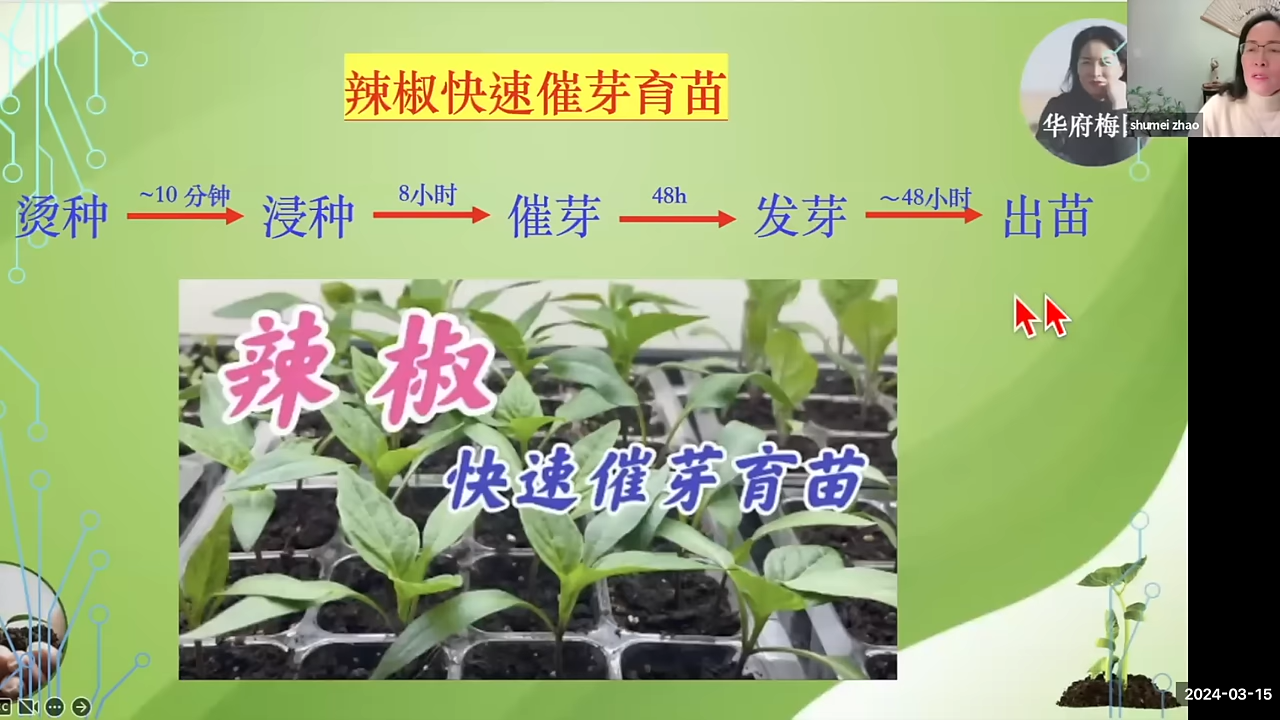 辣椒快速催芽育苗
华府梅
shumei zhao
烫种 ~10 分钟 浸种 8小时 催芽 48h 发芽 ～48小时 出苗
辣 椒
快速催芽育苗
2024-03-15